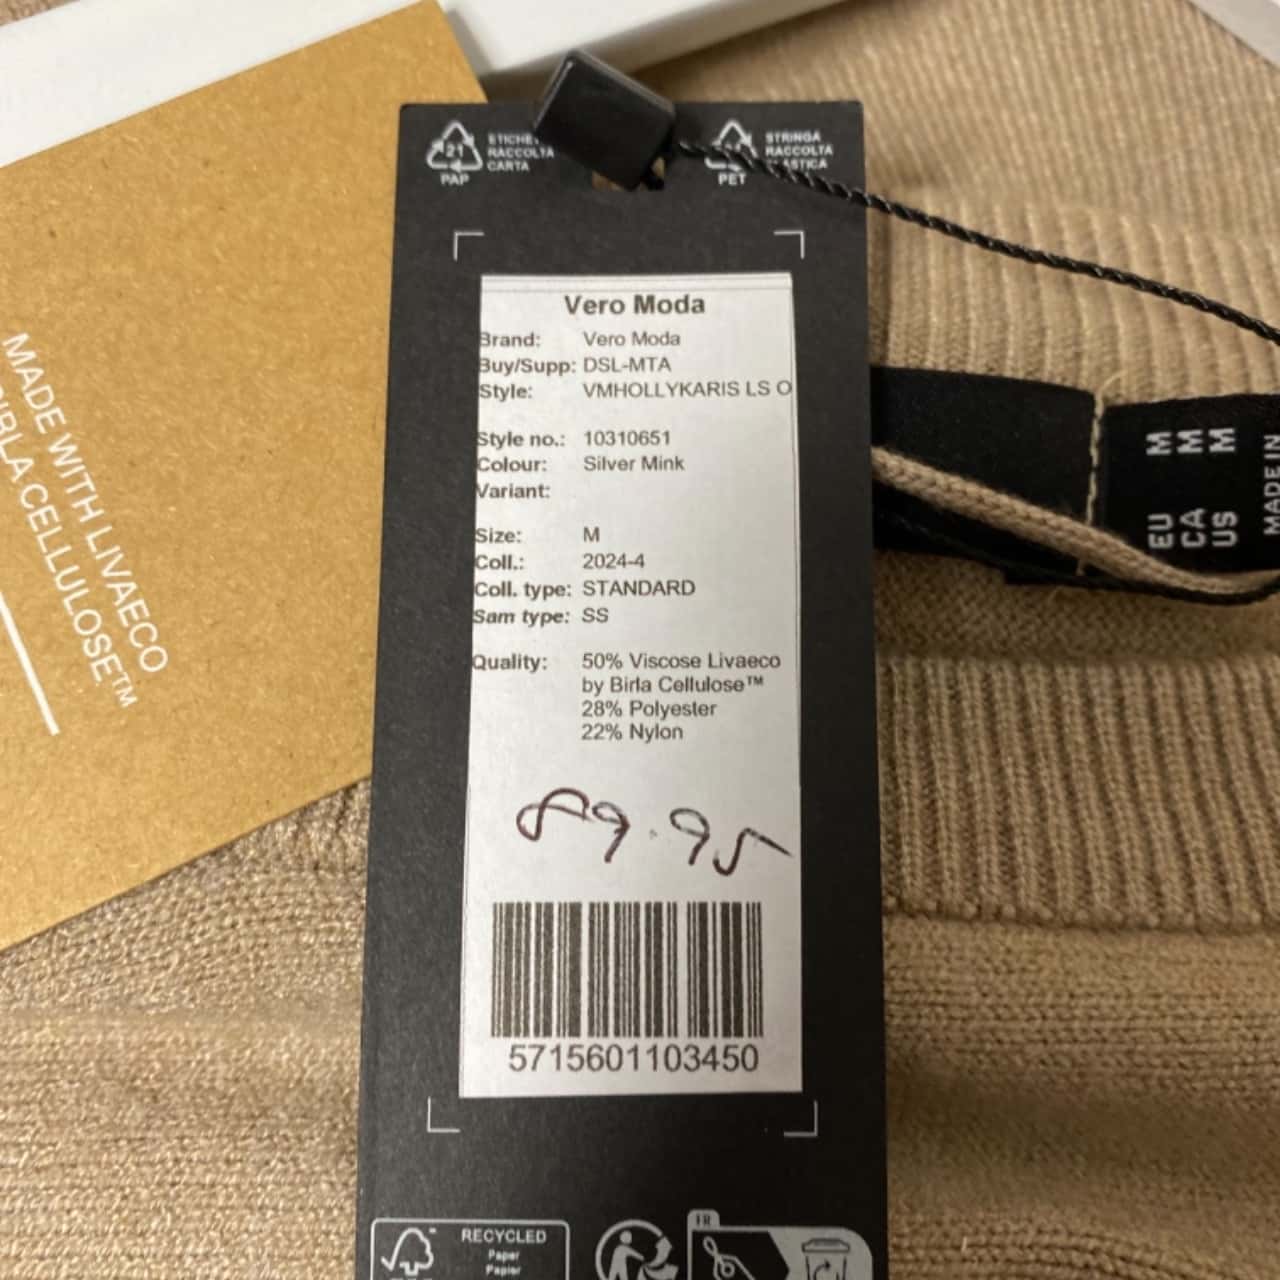 MADE WITH LIVAECO
BIRLA CELLULOSE™
21
PAP
RACCOLTA
CARTA
PET
STRINGA
RACCOLTA
Vero Moda
Brand: Vero Moda
Buy/Supp: DSL-MTA
Style: VMHOLLYKARIS LS O
Style no.: 10310651
Colour: Silver Mink
Variant:
Size: M
Coll.: 2024-4
Coll. type: STANDARD
Sam type: SS
Quality: 50% Viscose Livaeco
by Birla Cellulose™
28% Polyester
22% Nylon
89.95
5715601103450
EU M
CA M
US M
MADE IN
RECYCLED
Paper
Papier
FR